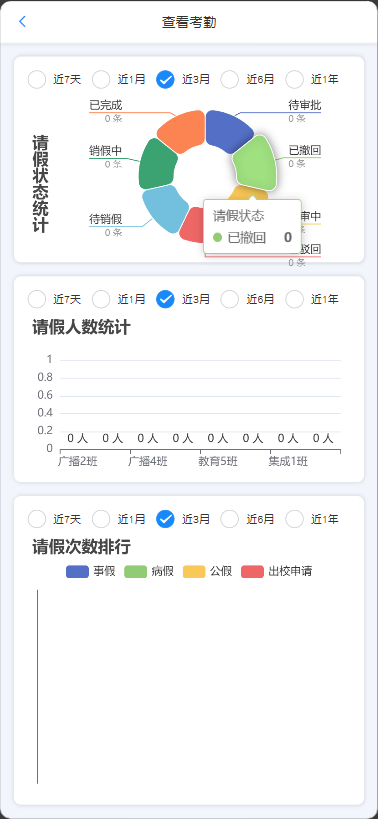 查看考勤
近7天 近1月 近3月 近6月 近1年
请假状态统计
已完成 0 条
待审批 0 条
销假中 0 条
已撤回 0 条
待销假 0 条
审中 0 条
驳回 0 条
请假状态
已撤回 0
近7天 近1月 近3月 近6月 近1年
请假人数统计
1
0.8
0.6
0.4
0.2
0
0 人 0 人 0 人 0 人 0 人 0 人 0 人 0 人
广播2班 广播4班 教育5班 集成1班
近7天 近1月 近3月 近6月 近1年
请假次数排行
事假 病假 公假 出校申请